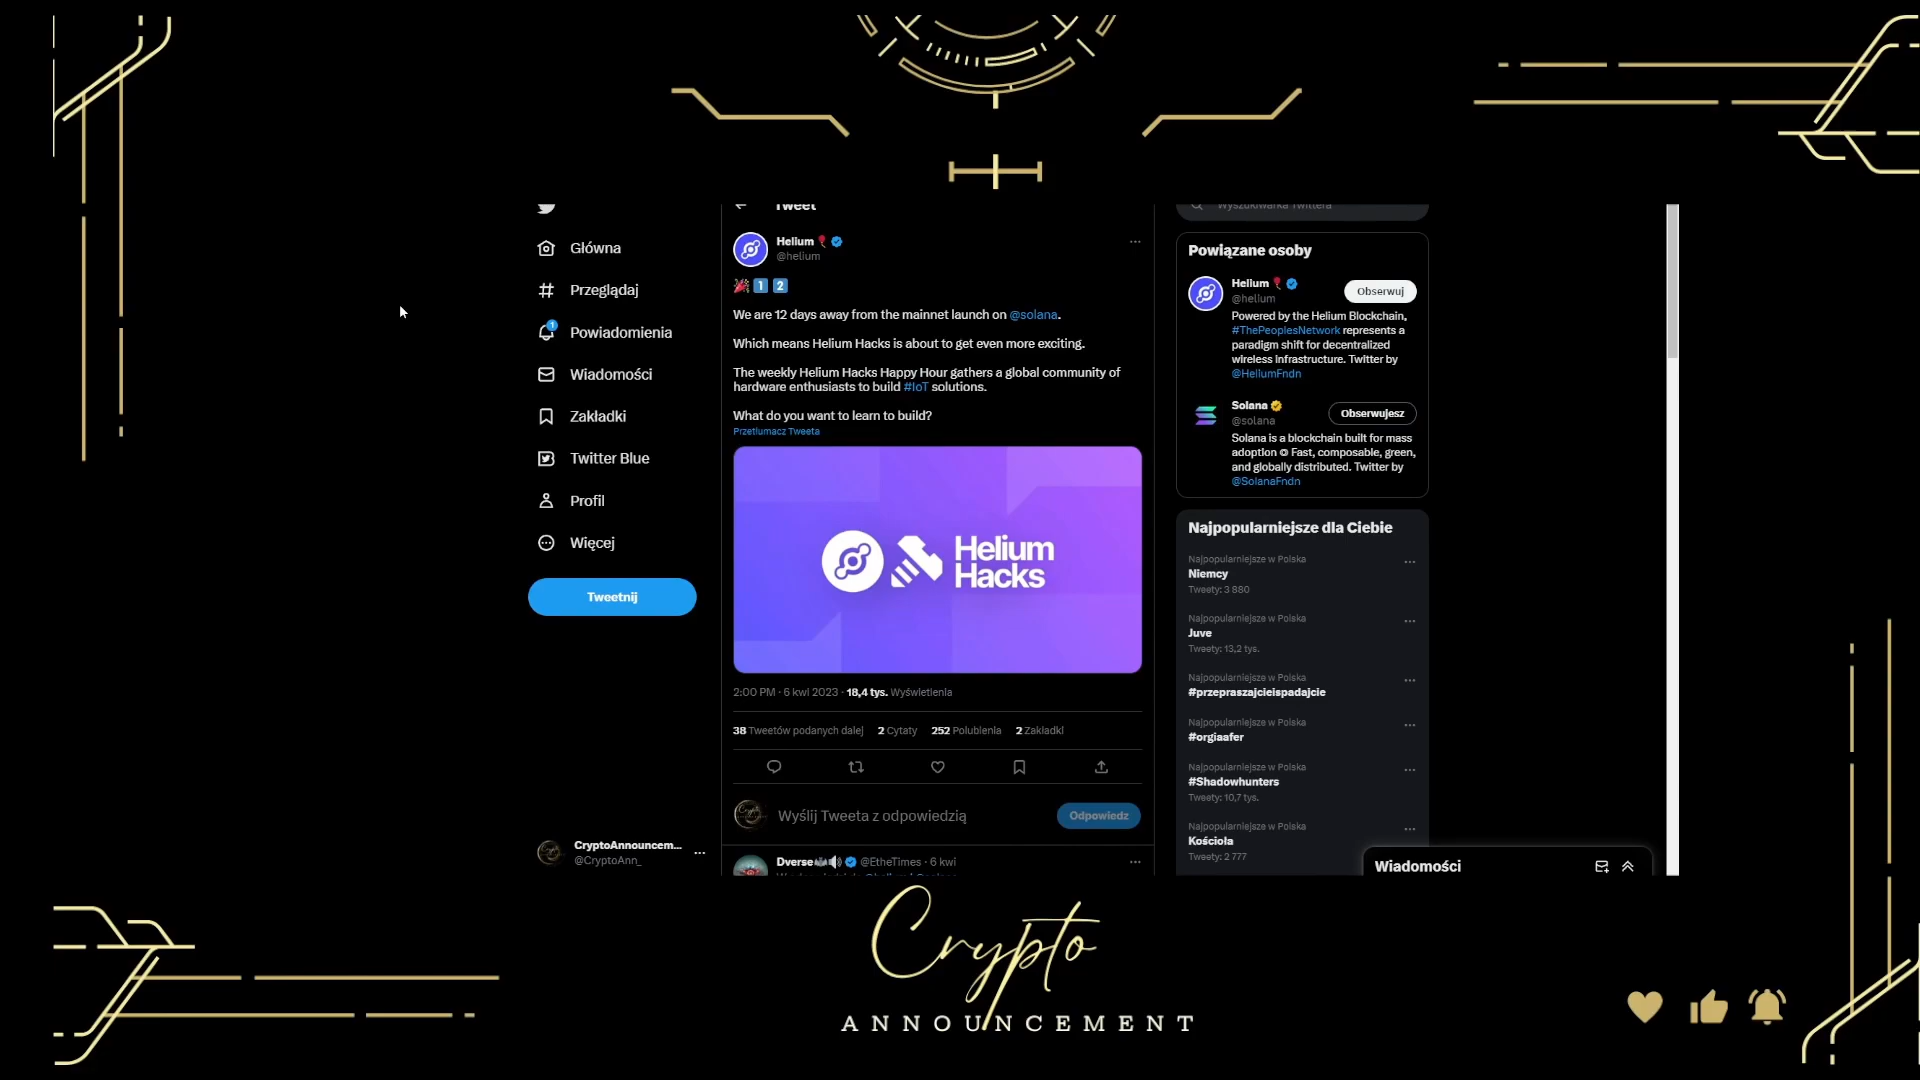 Główna
Przeglądaj
1
Powiadomienia
Wiadomości
Zakładki
Twitter Blue
Profil
Więcej
Tweetnij
CryptoAnnouncem...
@CryptoAnn_
Tweet
Helium
@helium
1 2
We are 12 days away from the mainnet launch on @solana.
Which means Helium Hacks is about to get even more exciting.
The weekly Helium Hacks Happy Hour gathers a global community of
hardware enthusiasts to build #IoT solutions.
What do you want to learn to build?
Przetłumacz Tweeta
Helium
Hacks
2:00 PM · 6 kwi 2023 · 18,4 tys. Wyświetlenia
38 Tweetów podanych dalej 2 Cytaty 252 Polubienia 2 Zakładki
Wyślij Tweeta z odpowiedzią
Odpowiedz
Dverse @EtheTimes · 6 kwi
Wyszukiwarka Twittera
Powiązane osoby
Helium
@helium
Obserwuj
Powered by the Helium Blockchain,
#ThePeoplesNetwork represents a
paradigm shift for decentralized
wireless infrastructure. Twitter by
@HeliumFndn
Solana
@solana
Obserwujesz
Solana is a blockchain built for mass
adoption Fast, composable, green,
and globally distributed. Twitter by
@SolanaFndn
Najpopularniejsze dla Ciebie
Najpopularniejsze w Polska
Niemcy
Tweety: 3 880
Najpopularniejsze w Polska
Juve
Tweety: 13,2 tys.
Najpopularniejsze w Polska
#przepraszajcieispadajcie
Najpopularniejsze w Polska
#orgiaafer
Najpopularniejsze w Polska
#Shadowhunters
Tweety: 10,7 tys.
Najpopularniejsze w Polska
Kościoła
Tweety: 2 777
Wiadomości
Crypto
ANNOUNCEMENT